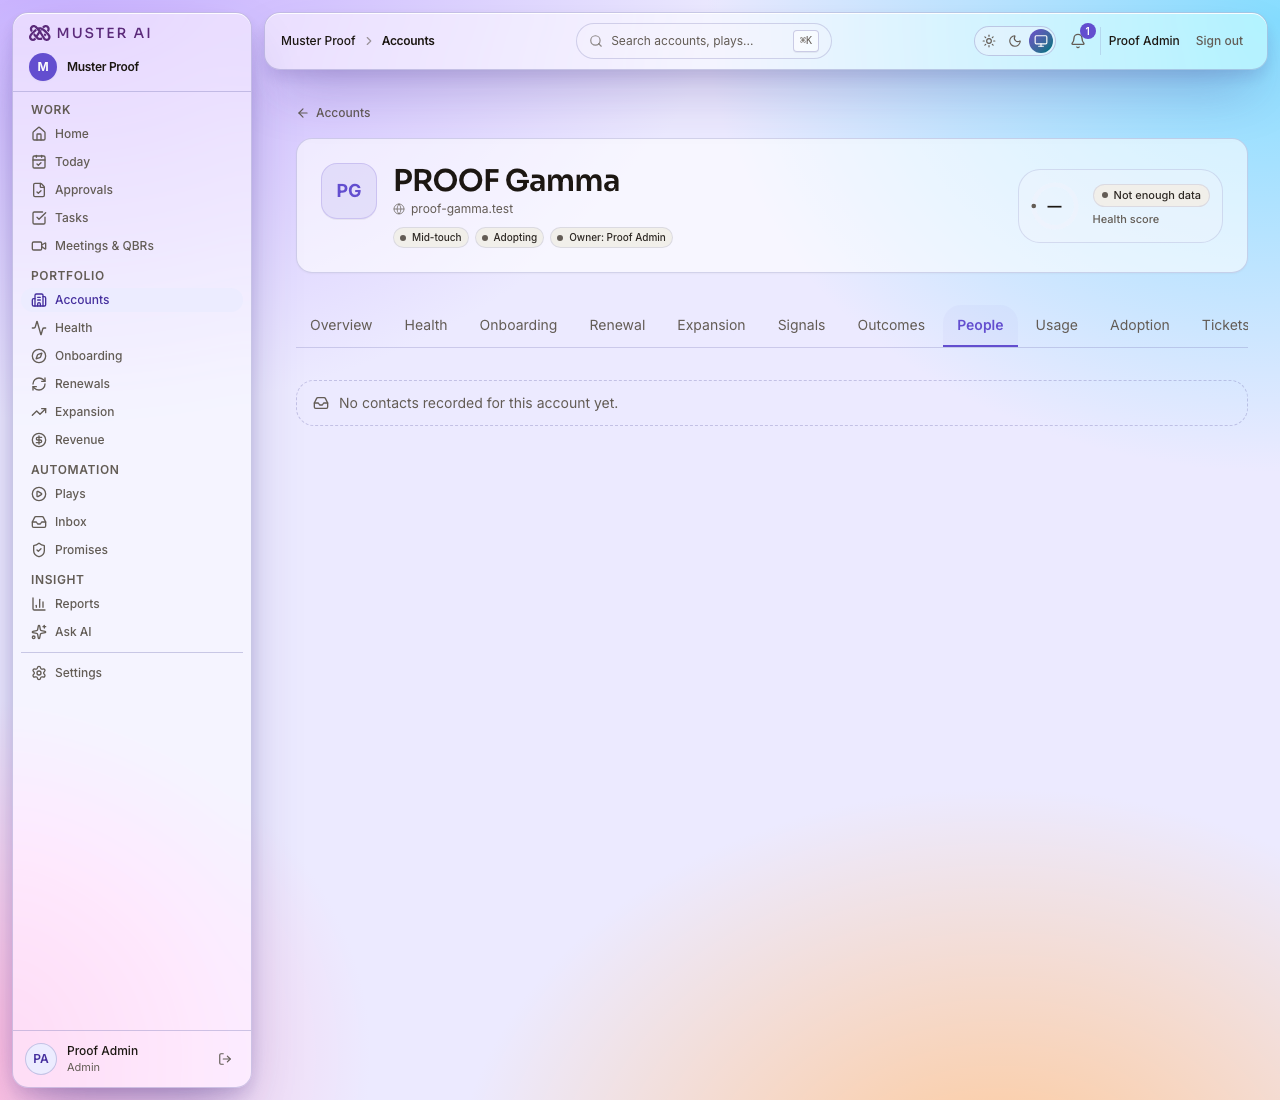 MUSTER AI
M
Muster Proof
WORK
Home
Today
Approvals
Tasks
Meetings & QBRs
PORTFOLIO
Accounts
Health
Onboarding
Renewals
Expansion
Revenue
AUTOMATION
Plays
Inbox
Promises
INSIGHT
Reports
Ask AI
Settings
PA
Proof Admin
Admin
Muster Proof > Accounts
Search accounts, plays...
⌘K
1
Proof Admin
Sign out
Accounts
PG
PROOF Gamma
proof-gamma.test
Mid-touch
Adopting
Owner: Proof Admin
—
Not enough data
Health score
Overview Health Onboarding Renewal Expansion Signals Outcomes People Usage Adoption Tickets
No contacts recorded for this account yet.